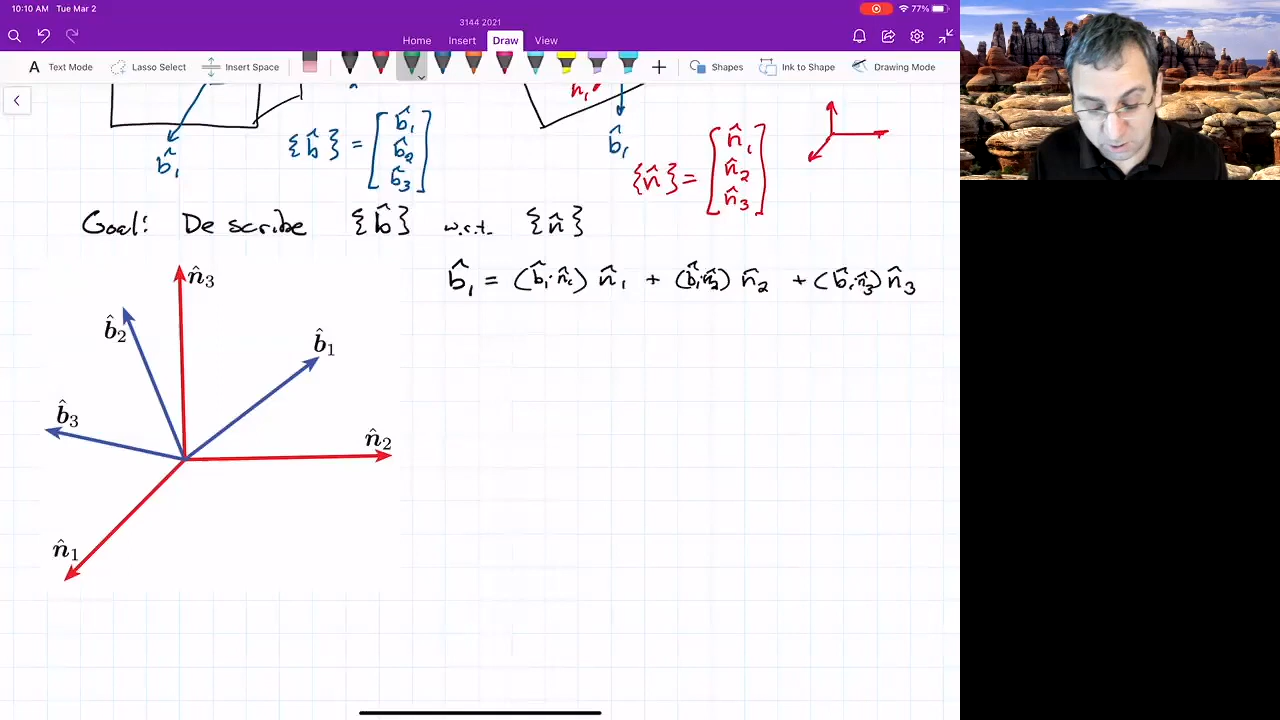 10:10 AM Tue Mar 2
77%
3144 2021
Home Insert Draw View
A Text Mode Lasso Select Insert Space Shapes Ink to Shape Drawing Mode
n̂₁
b̂₁
b̂₁
{b̂} = [b̂₁ b̂₂ b̂₃]
{n̂} = [n̂₁ n̂₂ n̂₃]
Goal: Describe {b̂} w.r.t. {n̂}
b̂₁ = (b̂₁·n̂₁) n̂₁ + (b̂₁·n̂₂) n̂₂ + (b̂₁·n̂₃) n̂₃
n̂₃
b̂₂
b̂₁
b̂₃
n̂₂
n̂₁